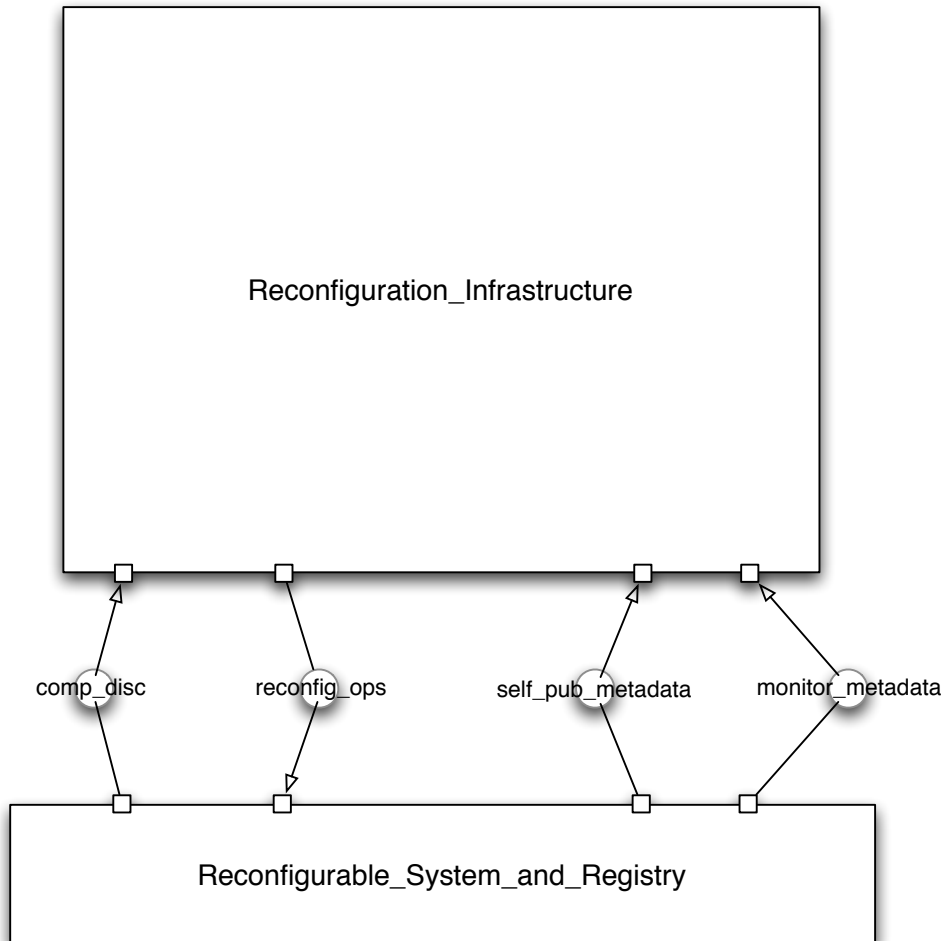 Reconfiguration_Infrastructure
comp_disc
reconfig_ops
self_pub_metadata
monitor_metadata
Reconfigurable_System_and_Registry